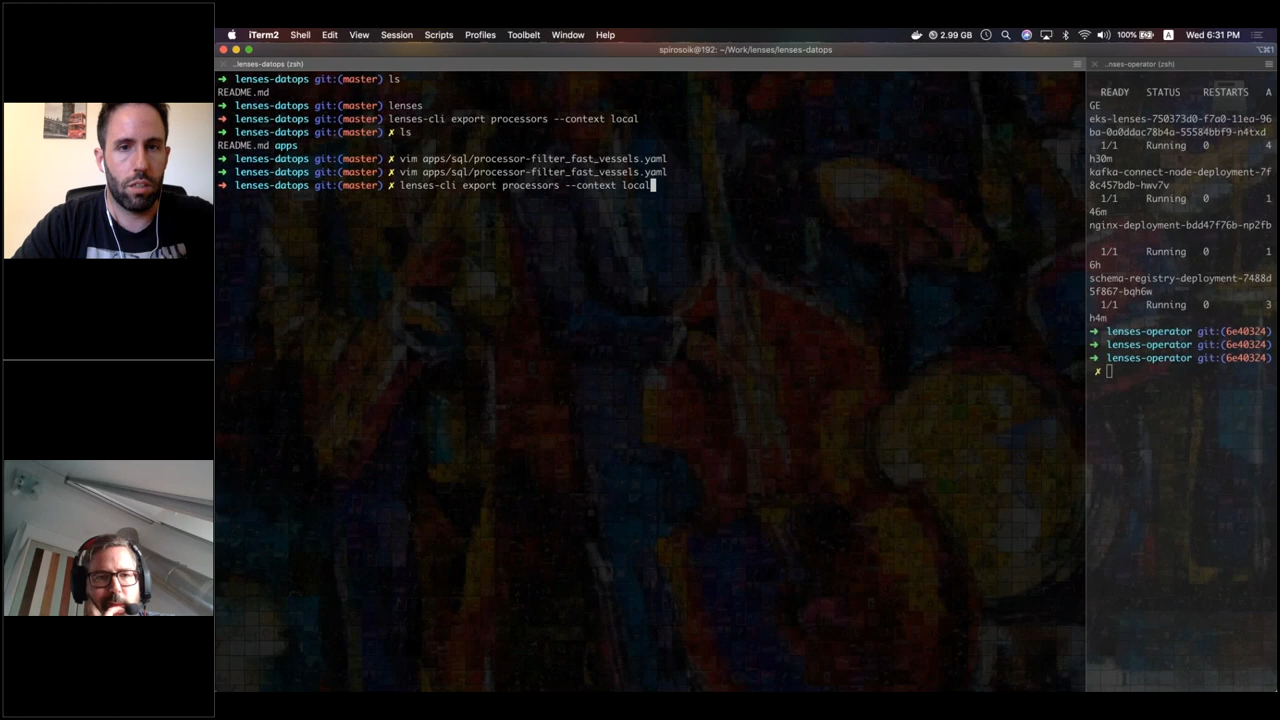 iTerm2 Shell Edit View Session Scripts Profiles Toolbelt Window Help 2.99 GB 100% A Wed 6:31 PM
spirosoik@192: ~/Work/lenses/lenses-datops ⌥⌘1
..lenses-datops (zsh)
➜ lenses-datops git:(master) ls
README.md
➜ lenses-datops git:(master) lenses
➜ lenses-datops git:(master) lenses-cli export processors --context local
➜ lenses-datops git:(master) ✗ ls
README.md apps
➜ lenses-datops git:(master) ✗ vim apps/sql/processor-filter_fast_vessels.yaml
➜ lenses-datops git:(master) ✗ vim apps/sql/processor-filter_fast_vessels.yaml
➜ lenses-datops git:(master) ✗ lenses-cli export processors --context local
..nses-operator (zsh)
READY STATUS RESTARTS A
GE
eks-lenses-750373d0-f7a0-11ea-96
ba-0a0ddac78b4a-55584bbf9-n4txd
1/1 Running 0 4
h30m
kafka-connect-node-deployment-7f
8c457bdb-hwv7v
1/1 Running 0 1
46m
nginx-deployment-bdd47f76b-np2fb
1/1 Running 0 1
6h
schema-registry-deployment-7488d
5f867-bqh6w
1/1 Running 0 3
h4m
➜ lenses-operator git:(6e40324)
➜ lenses-operator git:(6e40324)
➜ lenses-operator git:(6e40324)
✗